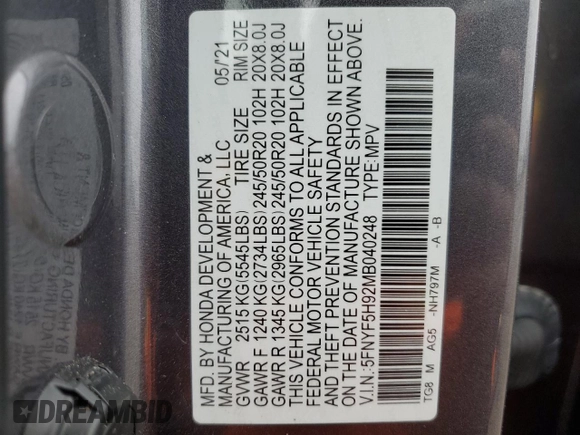 MFD. BY HONDA DEVELOPMENT & 05/'21
MANUFACTURING OF AMERICA, LLC
GVWR 2515 KG(5545LBS) TIRE SIZE RIM SIZE
GAWR F 1240 KG(2734LBS) 245/50R20 102H 20X8.0J
GAWR R 1345 KG(2965LBS) 245/50R20 102H 20X8.0J
THIS VEHICLE CONFORMS TO ALL APPLICABLE
FEDERAL MOTOR VEHICLE SAFETY
AND THEFT PREVENTION STANDARDS IN EFFECT
ON THE DATE OF MANUFACTURE SHOWN ABOVE.
V.I.N.:5FNYF5H92MB040248 TYPE:MPV
TG8 M AG5 -NH797M -A -B
DREAMBID